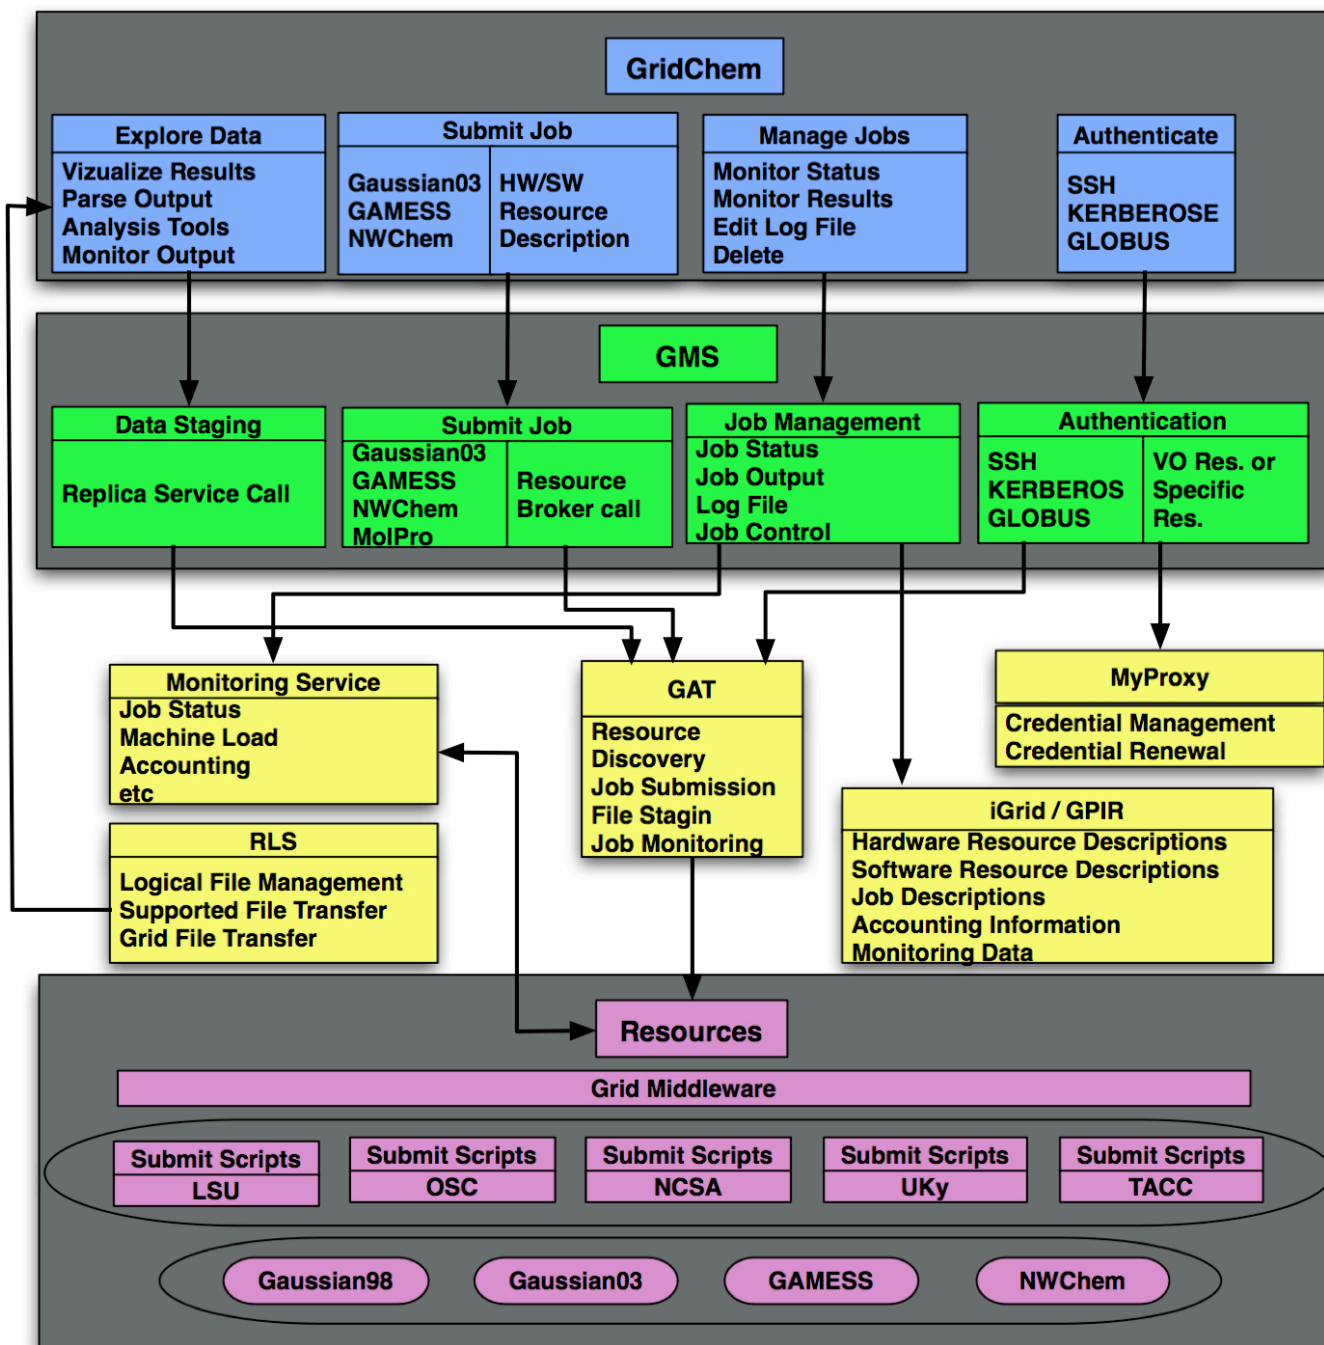 GridChem
Explore Data
Vizualize Results
Parse Output
Analysis Tools
Monitor Output
Submit Job
Gaussian03
GAMESS
NWChem
HW/SW
Resource
Description
Manage Jobs
Monitor Status
Monitor Results
Edit Log File
Delete
Authenticate
SSH
KERBEROSE
GLOBUS
GMS
Data Staging
Replica Service Call
Submit Job
Gaussian03
GAMESS
NWChem
MolPro
Resource
Broker call
Job Management
Job Status
Job Output
Log File
Job Control
Authentication
SSH
KERBEROS
GLOBUS
VO Res. or
Specific
Res.
Monitoring Service
Job Status
Machine Load
Accounting
etc
GAT
Resource
Discovery
Job Submission
File Stagin
Job Monitoring
MyProxy
Credential Management
Credential Renewal
iGrid / GPIR
Hardware Resource Descriptions
Software Resource Descriptions
Job Descriptions
Accounting Information
Monitoring Data
RLS
Logical File Management
Supported File Transfer
Grid File Transfer
Resources
Grid Middleware
Submit Scripts
LSU
Submit Scripts
OSC
Submit Scripts
NCSA
Submit Scripts
UKy
Submit Scripts
TACC
Gaussian98
Gaussian03
GAMESS
NWChem